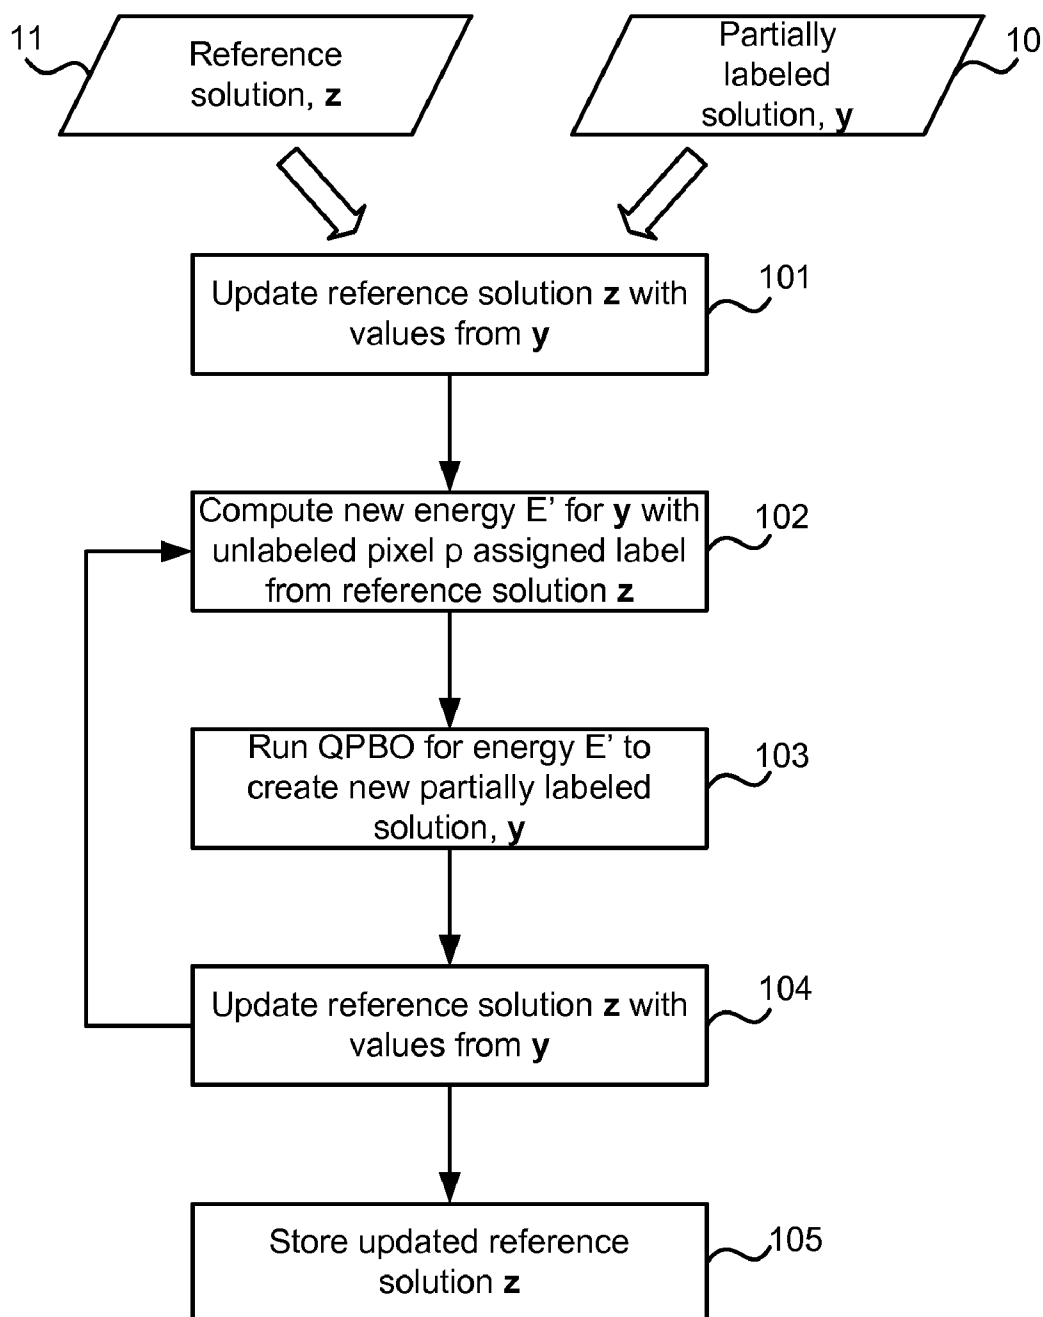 11
Reference
solution, z
Partially
labeled
solution, y
10
Update reference solution z with
values from y
101
Compute new energy E’ for y with
unlabeled pixel p assigned label
from reference solution z
102
Run QPBO for energy E’ to
create new partially labeled
solution, y
103
Update reference solution z with
values from y
104
Store updated reference
solution z
105